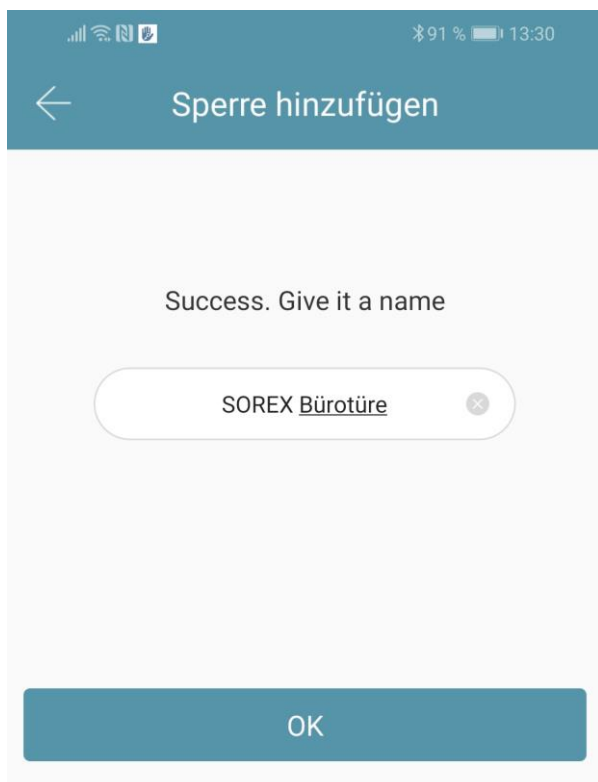 91 % 13:30
Sperre hinzufügen
Success. Give it a name
SOREX Bürotüre
OK